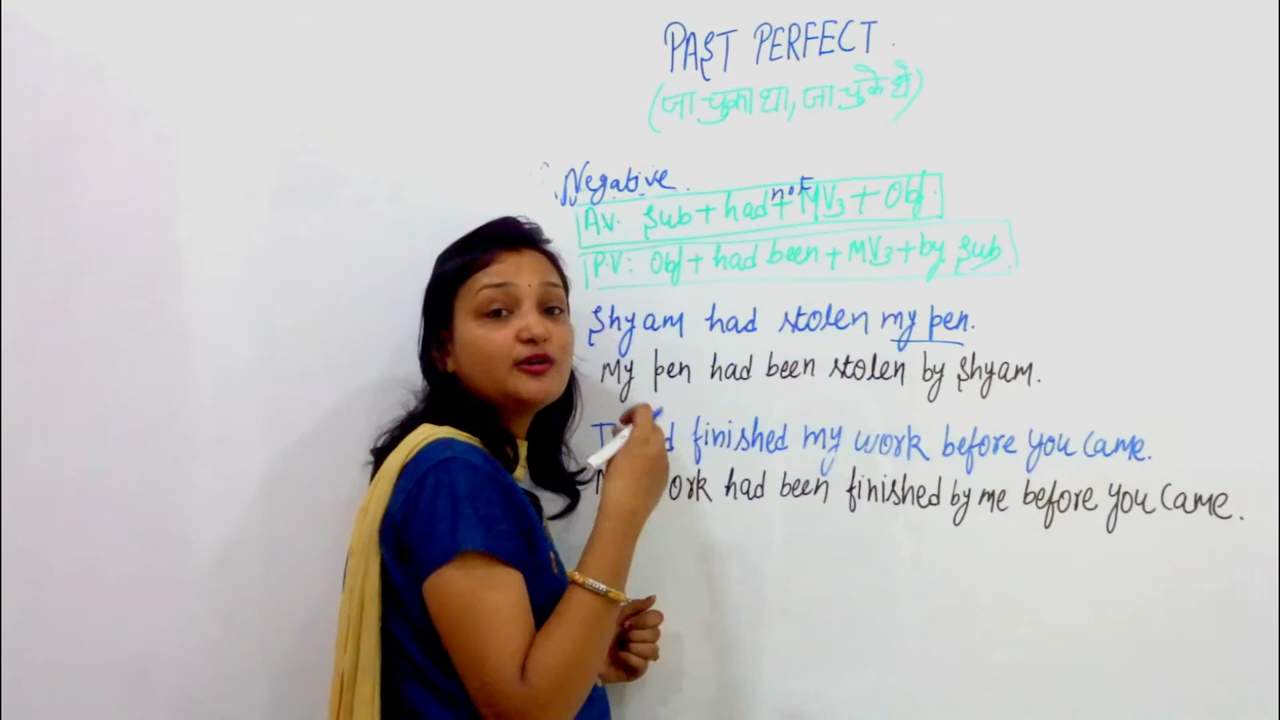 PAST PERFECT.
(जा चुका था, जा चुके थे)
Negative.
AV. Sub + had + not MV3 + Obj.
P.V: Obj + had been + MV3 + by Sub
Shyam had stolen my pen.
My pen had been stolen by Shyam.
finished my work before you came.
had been finished by me before you came.